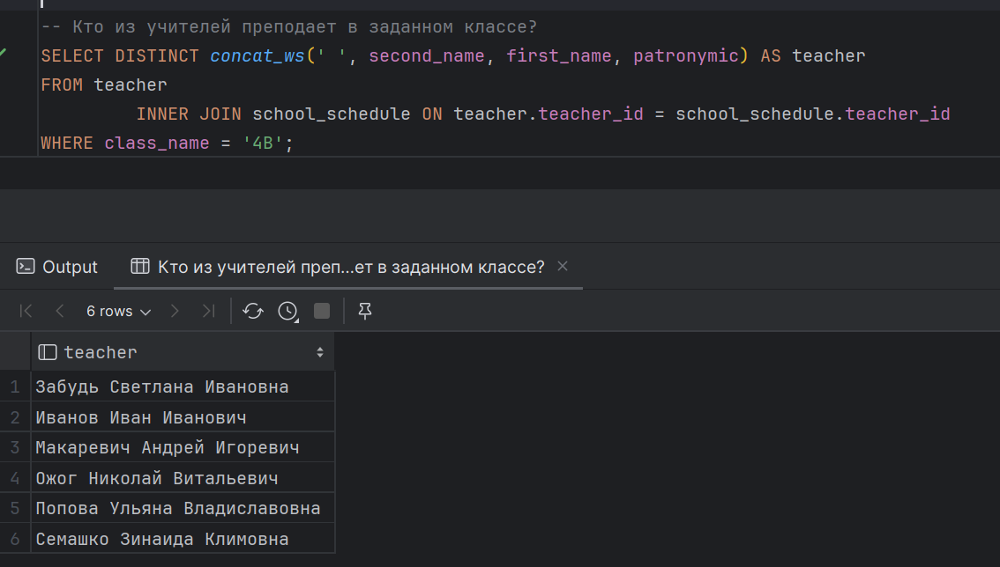 -- Кто из учителей преподает в заданном классе?
SELECT DISTINCT concat_ws(' ', second_name, first_name, patronymic) AS teacher
FROM teacher
INNER JOIN school_schedule ON teacher.teacher_id = school_schedule.teacher_id
WHERE class_name = '4В';
Output
Кто из учителей преп...ет в заданном классе?
6 rows
teacher
1 Забудь Светлана Ивановна
2 Иванов Иван Иванович
3 Макаревич Андрей Игоревич
4 Ожог Николай Витальевич
5 Попова Ульяна Владиславовна
6 Семашко Зинаида Климовна